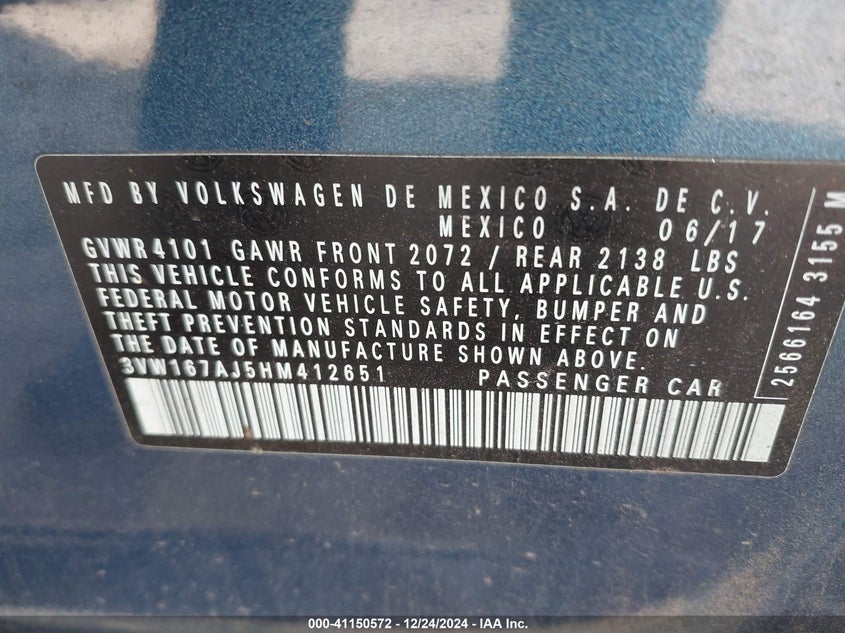 MFD BY VOLKSWAGEN DE MEXICO S.A. DE C.V.
MEXICO 06/17
GVWR4101 GAWR FRONT 2072 / REAR 2138 LBS
THIS VEHICLE CONFORMS TO ALL APPLICABLE U.S.
FEDERAL MOTOR VEHICLE SAFETY, BUMPER AND
THEFT PREVENTION STANDARDS IN EFFECT ON
THE DATE OF MANUFACTURE SHOWN ABOVE.
3VW167AJ5HM412651 PASSENGER CAR
2566164 3155 M
000-41150572 - 12/24/2024 - IAA Inc.